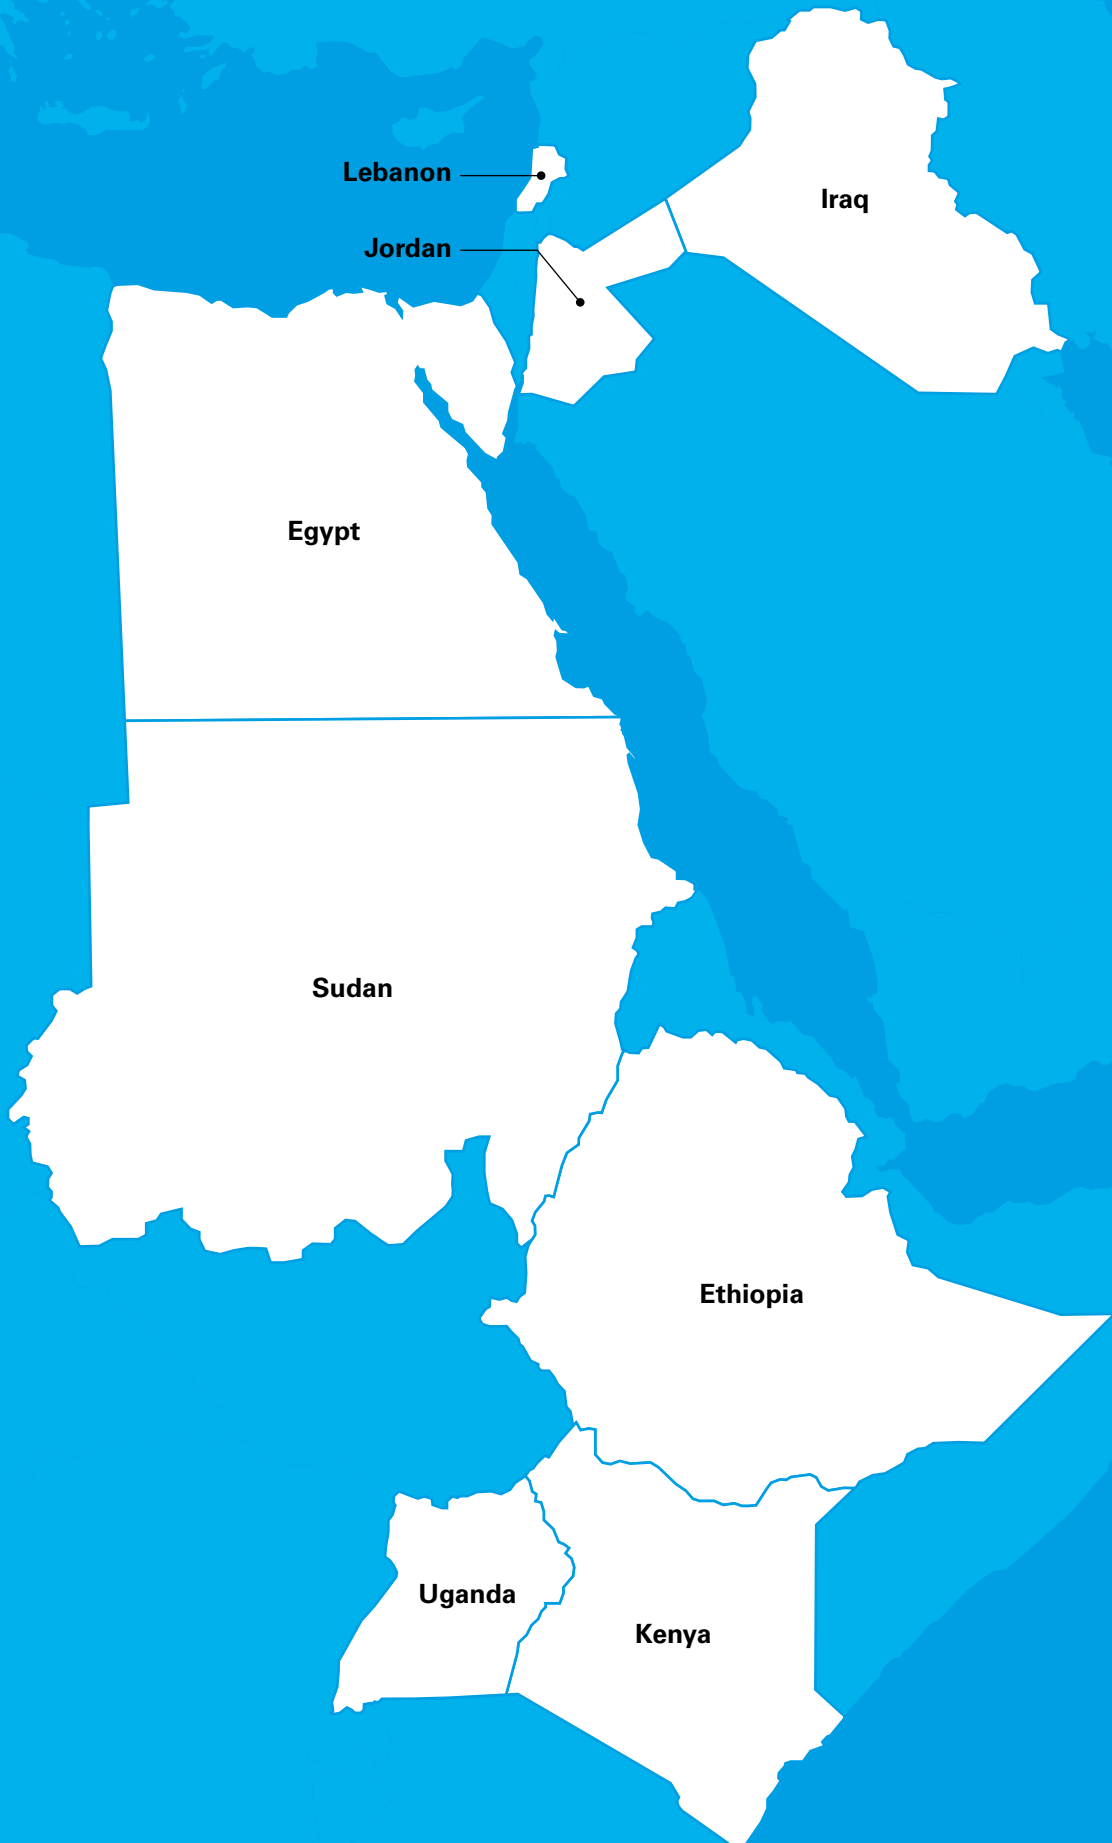 Lebanon
Iraq
Jordan
Egypt
Sudan
Ethiopia
Uganda
Kenya